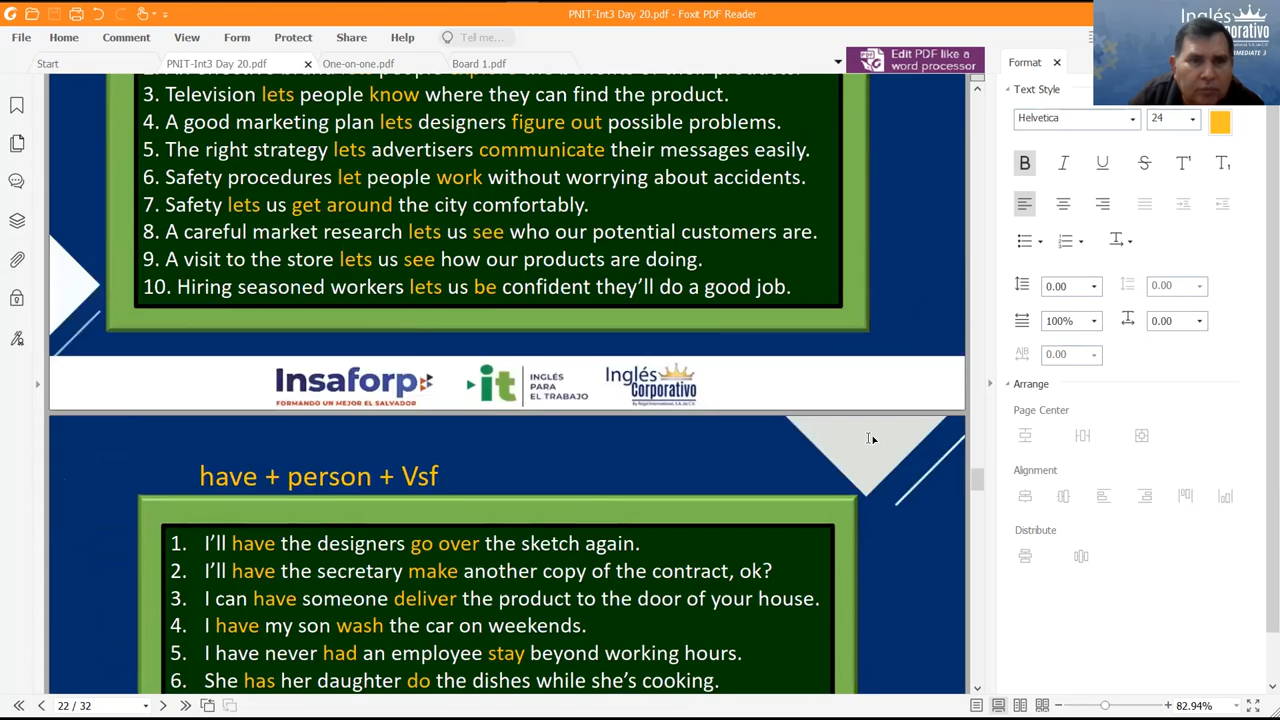 PNIT-Int3 Day 20.pdf - Foxit PDF Reader
File Home Comment View Form Protect Share Help Tell me...
Start PNIT-Int3 Day 20.pdf One-on-one.pdf Board 1.pdf
Edit PDF like a
word processor
Inglés
Corporativo
INTERMEDIATE 3
Format
Text Style
Helvetica 24
0.00 0.00
100% 0.00
0.00
Arrange
Page Center
Alignment
Distribute
3. Television lets people know where they can find the product.
4. A good marketing plan lets designers figure out possible problems.
5. The right strategy lets advertisers communicate their messages easily.
6. Safety procedures let people work without worrying about accidents.
7. Safety lets us get around the city comfortably.
8. A careful market research lets us see who our potential customers are.
9. A visit to the store lets us see how our products are doing.
10. Hiring seasoned workers lets us be confident they'll do a good job.
Insaforp
FORMANDO UN MEJOR EL SALVADOR
it
INGLÉS
PARA
EL TRABAJO
Inglés
Corporativo
have + person + Vsf
1. I'll have the designers go over the sketch again.
2. I'll have the secretary make another copy of the contract, ok?
3. I can have someone deliver the product to the door of your house.
4. I have my son wash the car on weekends.
5. I have never had an employee stay beyond working hours.
6. She has her daughter do the dishes while she's cooking.
22 / 32
82.94%